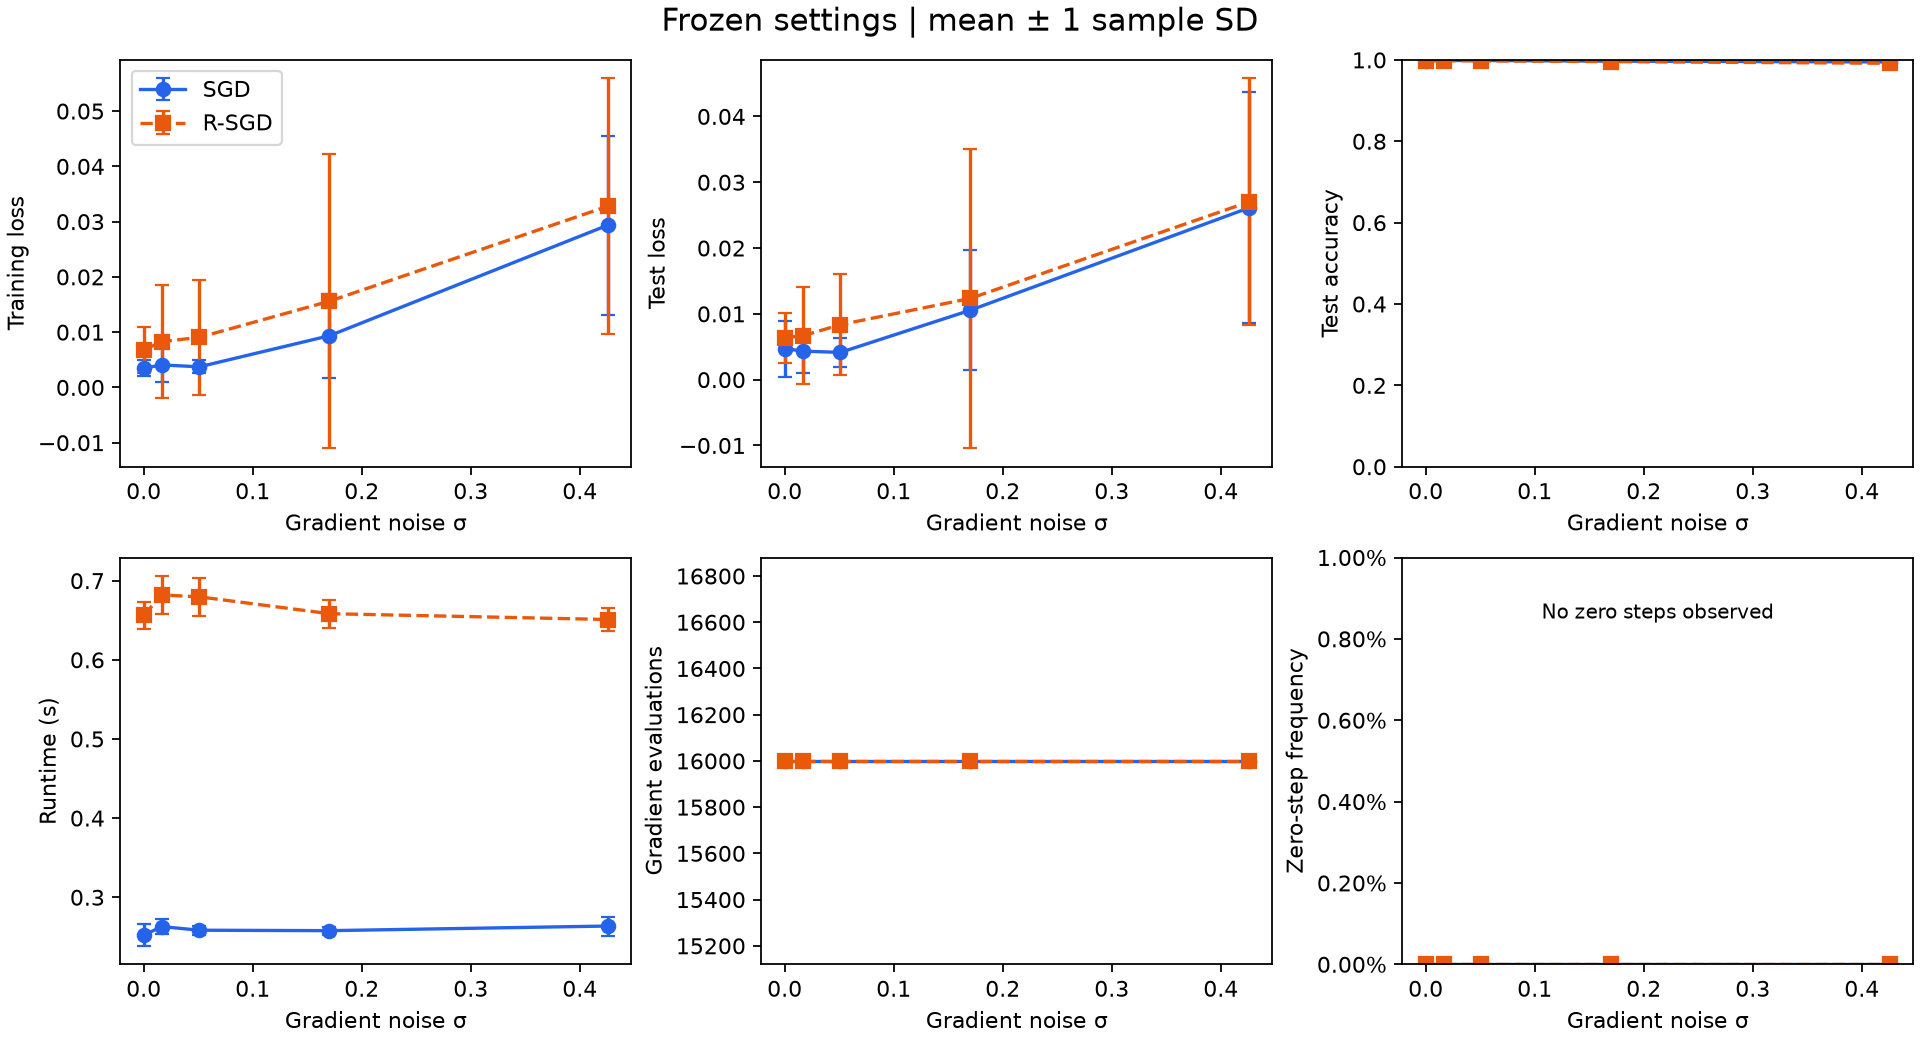 Frozen settings | mean ± 1 sample SD
SGD
R-SGD
Training loss
0.05
0.04
0.03
0.02
0.01
0.00
−0.01
0.0 0.1 0.2 0.3 0.4
Gradient noise σ
Test loss
0.04
0.03
0.02
0.01
0.00
−0.01
0.0 0.1 0.2 0.3 0.4
Gradient noise σ
Test accuracy
1.0
0.8
0.6
0.4
0.2
0.0
0.0 0.1 0.2 0.3 0.4
Gradient noise σ
Runtime (s)
0.7
0.6
0.5
0.4
0.3
0.0 0.1 0.2 0.3 0.4
Gradient noise σ
Gradient evaluations
16800
16600
16400
16200
16000
15800
15600
15400
15200
0.0 0.1 0.2 0.3 0.4
Gradient noise σ
Zero-step frequency
1.00%
0.80%
0.60%
0.40%
0.20%
0.00%
No zero steps observed
0.0 0.1 0.2 0.3 0.4
Gradient noise σ